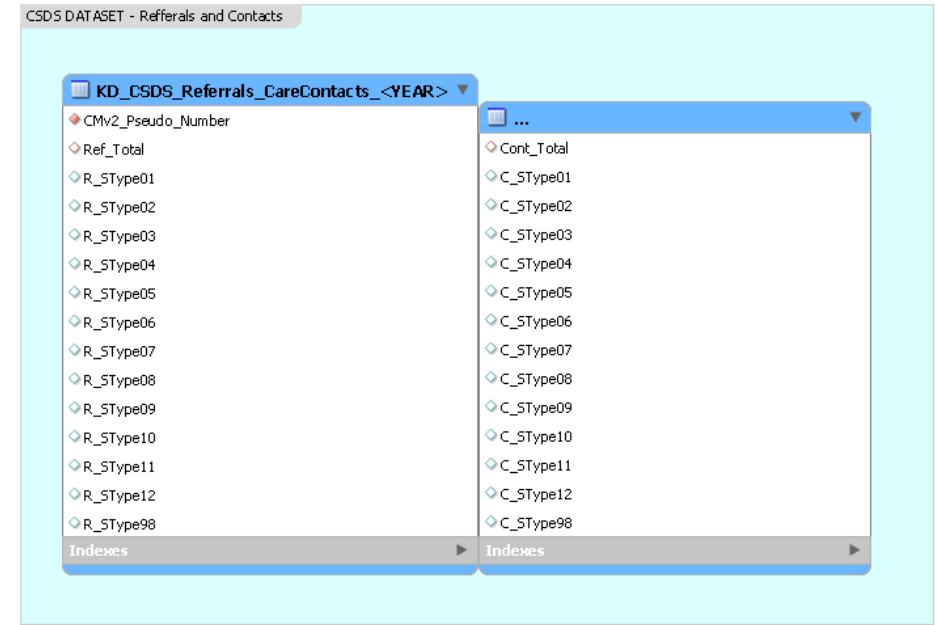 CSDS DATASET - Refferals and Contacts
KD_CSDS_Referrals_CareContacts_<YEAR>
CMv2_Pseudo_Number
Ref_Total
R_SType01
R_SType02
R_SType03
R_SType04
R_SType05
R_SType06
R_SType07
R_SType08
R_SType09
R_SType10
R_SType11
R_SType12
R_SType98
Indexes
...
Cont_Total
C_SType01
C_SType02
C_SType03
C_SType04
C_SType05
C_SType06
C_SType07
C_SType08
C_SType09
C_SType10
C_SType11
C_SType12
C_SType98
Indexes